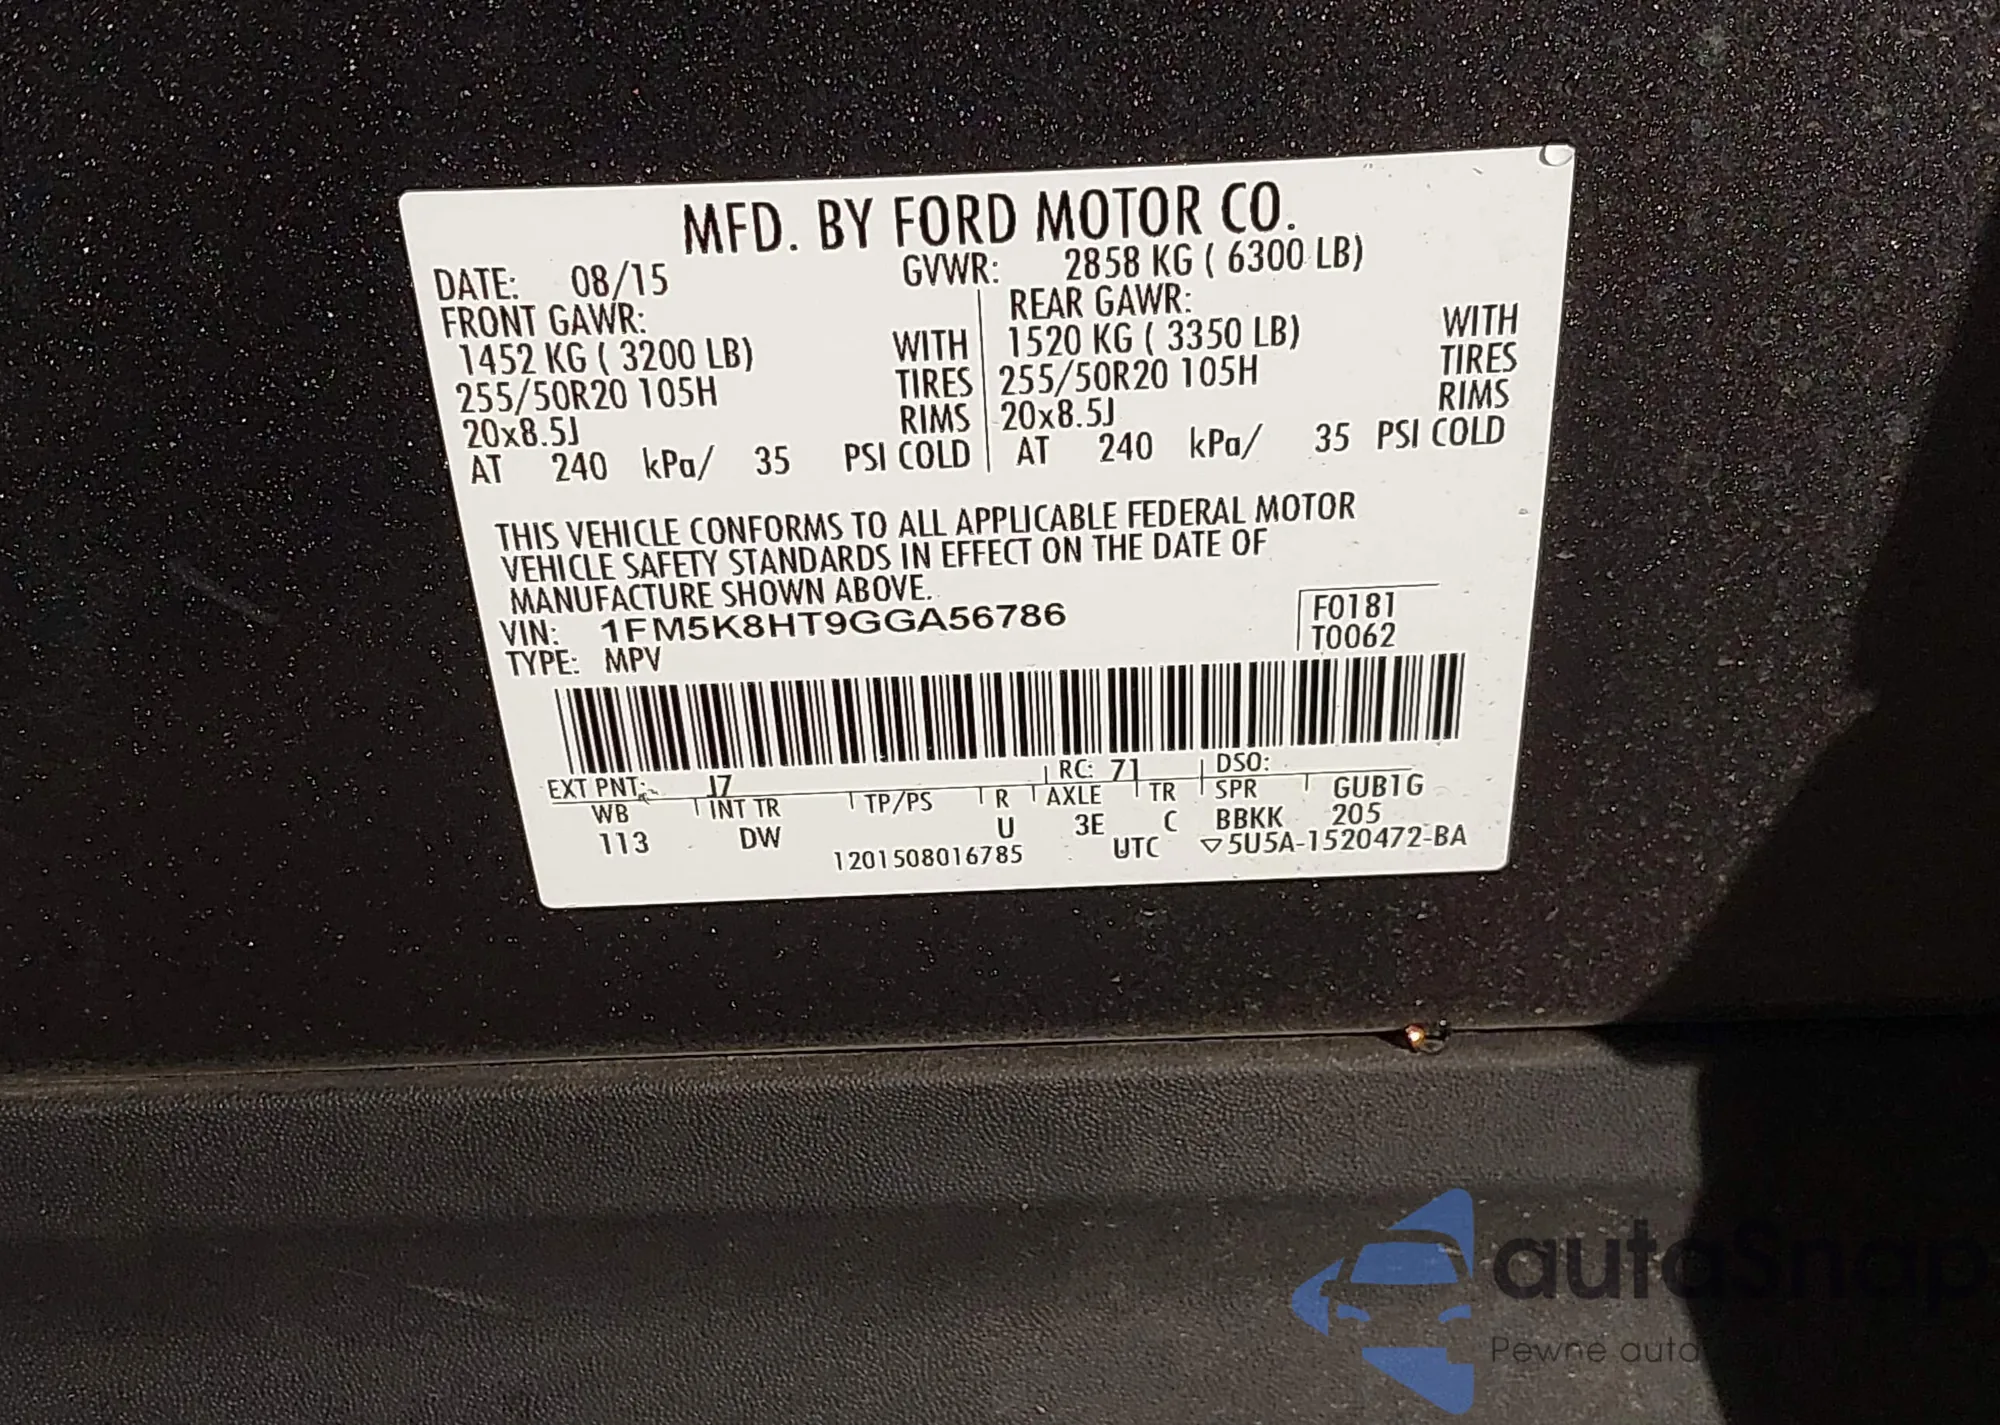 MFD. BY FORD MOTOR CO.
DATE: 08/15 GVWR: 2858 KG ( 6300 LB)
FRONT GAWR: REAR GAWR:
1452 KG ( 3200 LB) WITH 1520 KG ( 3350 LB) WITH
255/50R20 105H TIRES 255/50R20 105H TIRES
20x8.5J RIMS 20x8.5J RIMS
AT 240 kPa/ 35 PSI COLD AT 240 kPa/ 35 PSI COLD
THIS VEHICLE CONFORMS TO ALL APPLICABLE FEDERAL MOTOR
VEHICLE SAFETY STANDARDS IN EFFECT ON THE DATE OF
MANUFACTURE SHOWN ABOVE.
VIN: 1FM5K8HT9GGA56786 F0181
TYPE: MPV T0062
EXT PNT: J7 RC: 71 DSO:
WB INT TR TP/PS R AXLE TR SPR GUB1G
113 DW U 3E C BBKK 205
1201508016785 UTC ▽5U5A-1520472-BA
autaSnap
Pewne auta